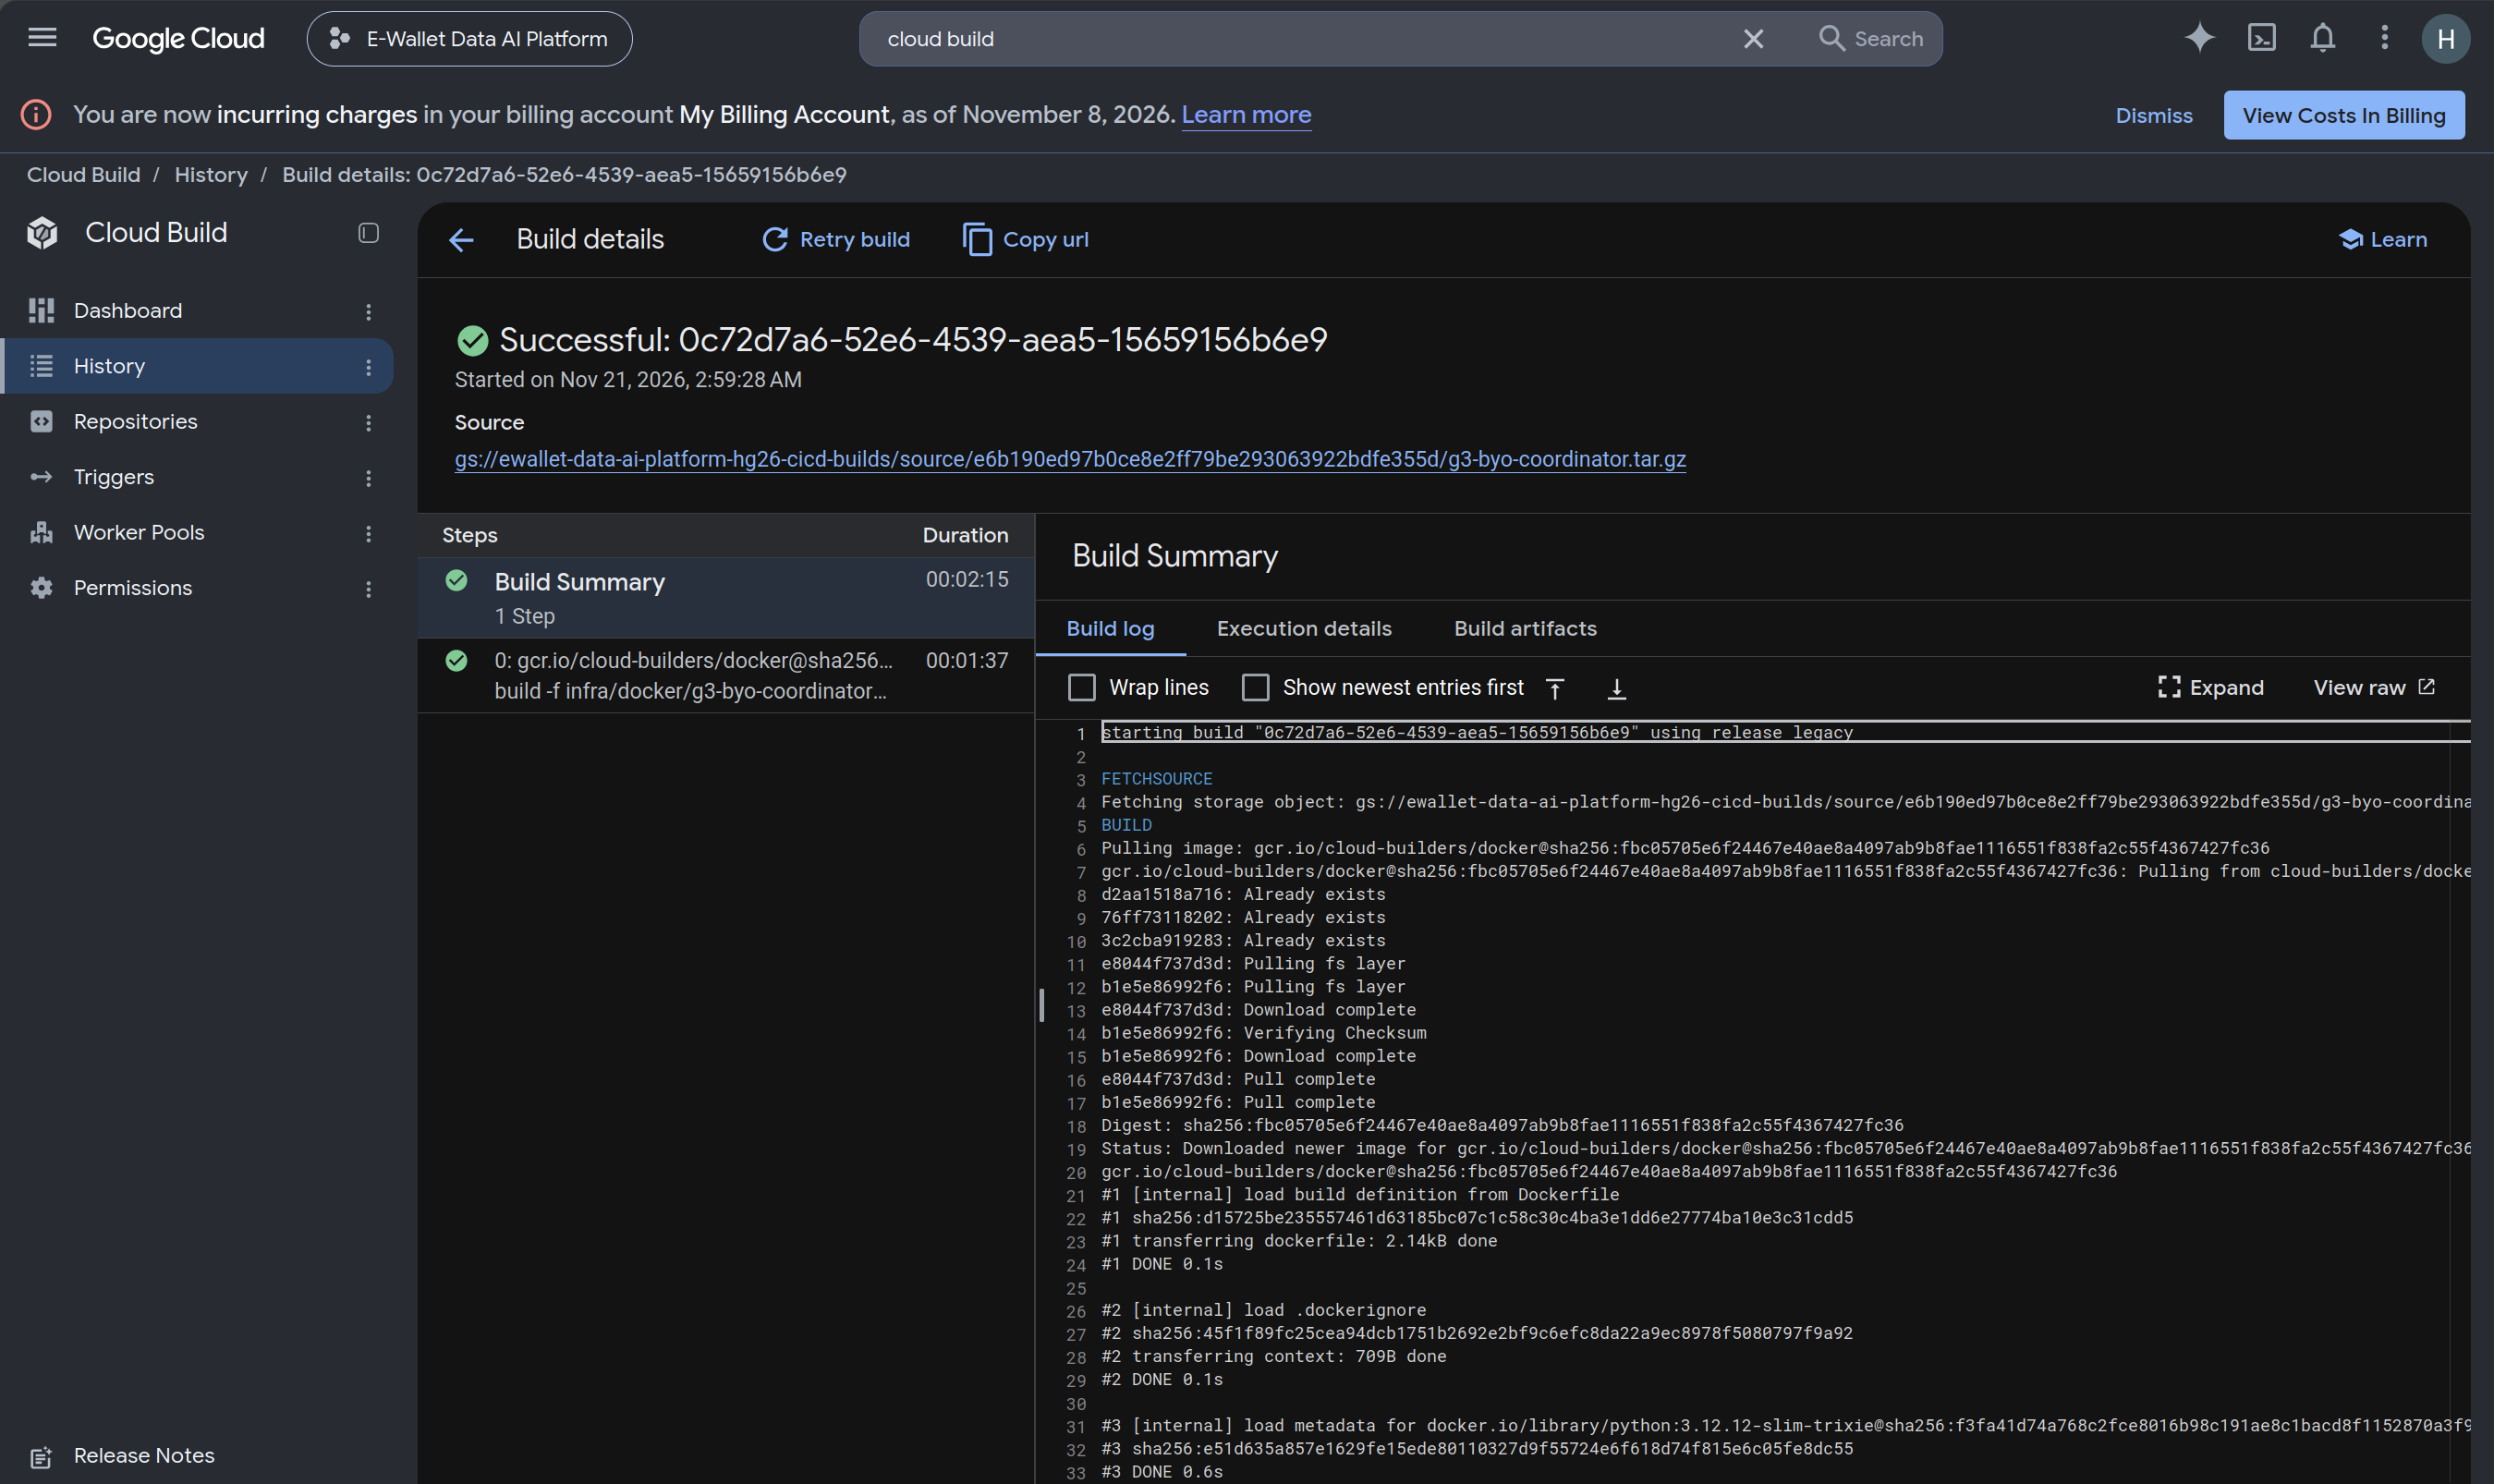 Google Cloud
E-Wallet Data AI Platform
cloud build
Search
H
You are now incurring charges in your billing account My Billing Account, as of November 8, 2026. Learn more
Dismiss
View Costs In Billing
Cloud Build / History / Build details: 0c72d7a6-52e6-4539-aea5-15659156b6e9
Cloud Build
Dashboard
History
Repositories
Triggers
Worker Pools
Permissions
Release Notes
Build details
Retry build
Copy url
Learn
Successful: 0c72d7a6-52e6-4539-aea5-15659156b6e9
Started on Nov 21, 2026, 2:59:28 AM
Source
gs://ewallet-data-ai-platform-hg26-cicd-builds/source/e6b190ed97b0ce8e2ff79be293063922bdfe355d/g3-byo-coordinator.tar.gz
Steps Duration
Build Summary 00:02:15
1 Step
0: gcr.io/cloud-builders/docker@sha256... 00:01:37
build -f infra/docker/g3-byo-coordinator...
Build Summary
Build log
Execution details
Build artifacts
Wrap lines
Show newest entries first
Expand
View raw
1 starting build "0c72d7a6-52e6-4539-aea5-15659156b6e9" using release legacy
2
3 FETCHSOURCE
4 Fetching storage object: gs://ewallet-data-ai-platform-hg26-cicd-builds/source/e6b190ed97b0ce8e2ff79be293063922bdfe355d/g3-byo-coordina
5 BUILD
6 Pulling image: gcr.io/cloud-builders/docker@sha256:fbc05705e6f24467e40ae8a4097ab9b8fae1116551f838fa2c55f4367427fc36
7 gcr.io/cloud-builders/docker@sha256:fbc05705e6f24467e40ae8a4097ab9b8fae1116551f838fa2c55f4367427fc36: Pulling from cloud-builders/docke
8 d2aa1518a716: Already exists
9 76ff73118202: Already exists
10 3c2cba919283: Already exists
11 e8044f737d3d: Pulling fs layer
12 b1e5e86992f6: Pulling fs layer
13 e8044f737d3d: Download complete
14 b1e5e86992f6: Verifying Checksum
15 b1e5e86992f6: Download complete
16 e8044f737d3d: Pull complete
17 b1e5e86992f6: Pull complete
18 Digest: sha256:fbc05705e6f24467e40ae8a4097ab9b8fae1116551f838fa2c55f4367427fc36
19 Status: Downloaded newer image for gcr.io/cloud-builders/docker@sha256:fbc05705e6f24467e40ae8a4097ab9b8fae1116551f838fa2c55f4367427fc36
20 gcr.io/cloud-builders/docker@sha256:fbc05705e6f24467e40ae8a4097ab9b8fae1116551f838fa2c55f4367427fc36
21 #1 [internal] load build definition from Dockerfile
22 #1 sha256:d15725be235557461d63185bc07c1c58c30c4ba3e1dd6e27774ba10e3c31cdd5
23 #1 transferring dockerfile: 2.14kB done
24 #1 DONE 0.1s
25
26 #2 [internal] load .dockerignore
27 #2 sha256:45f1f89fc25cea94dcb1751b2692e2bf9c6efc8da22a9ec8978f5080797f9a92
28 #2 transferring context: 709B done
29 #2 DONE 0.1s
30
31 #3 [internal] load metadata for docker.io/library/python:3.12.12-slim-trixie@sha256:f3fa41d74a768c2fce8016b98c191ae8c1bacd8f1152870a3f9
32 #3 sha256:e51d635a857e1629fe15ede80110327d9f55724e6f618d74f815e6c05fe8dc55
33 #3 DONE 0.6s